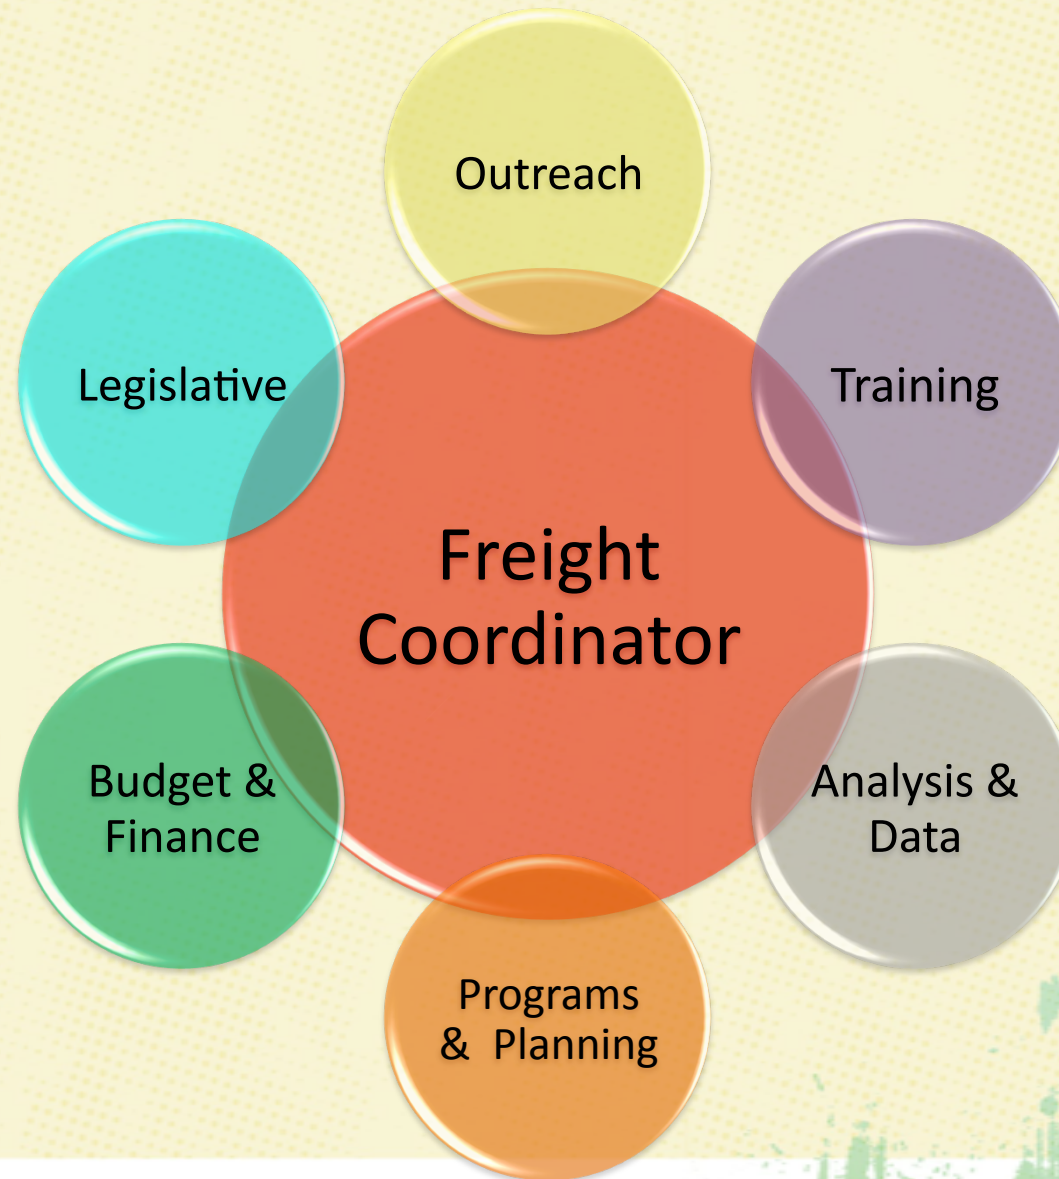 Outreach
Legislative
Training
Freight
Coordinator
Budget &
Finance
Analysis &
Data
Programs
& Planning